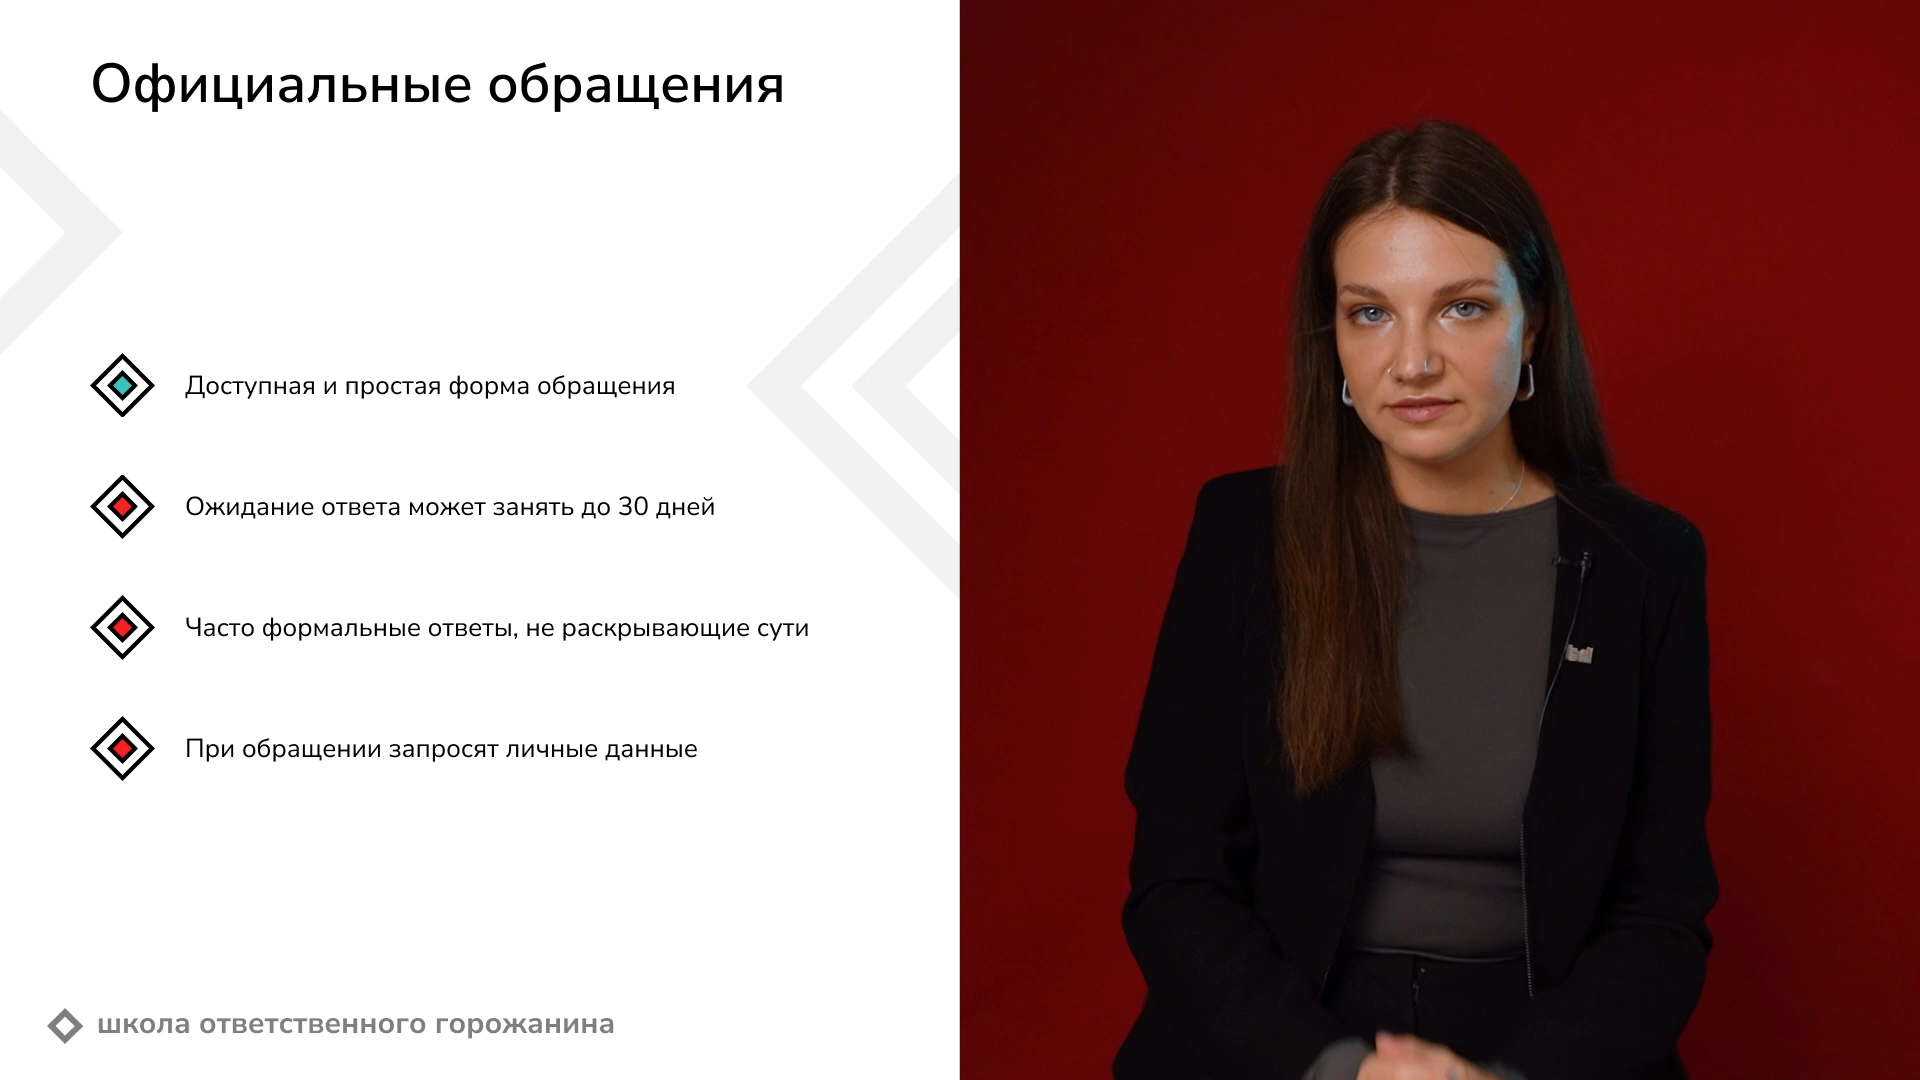 Официальные обращения
Доступная и простая форма обращения
Ожидание ответа может занять до 30 дней
Часто формальные ответы, не раскрывающие сути
При обращении запросят личные данные
школа ответственного горожанина